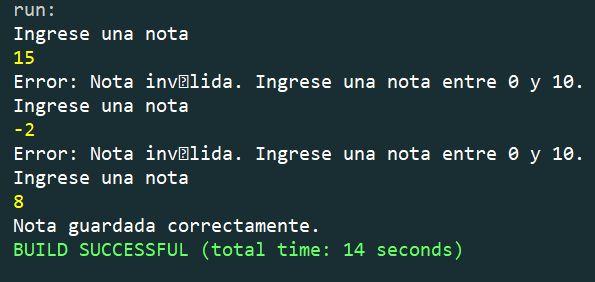 run:
Ingrese una nota
15
Error: Nota inv�lida. Ingrese una nota entre 0 y 10.
Ingrese una nota
-2
Error: Nota inv�lida. Ingrese una nota entre 0 y 10.
Ingrese una nota
8
Nota guardada correctamente.
BUILD SUCCESSFUL (total time: 14 seconds)